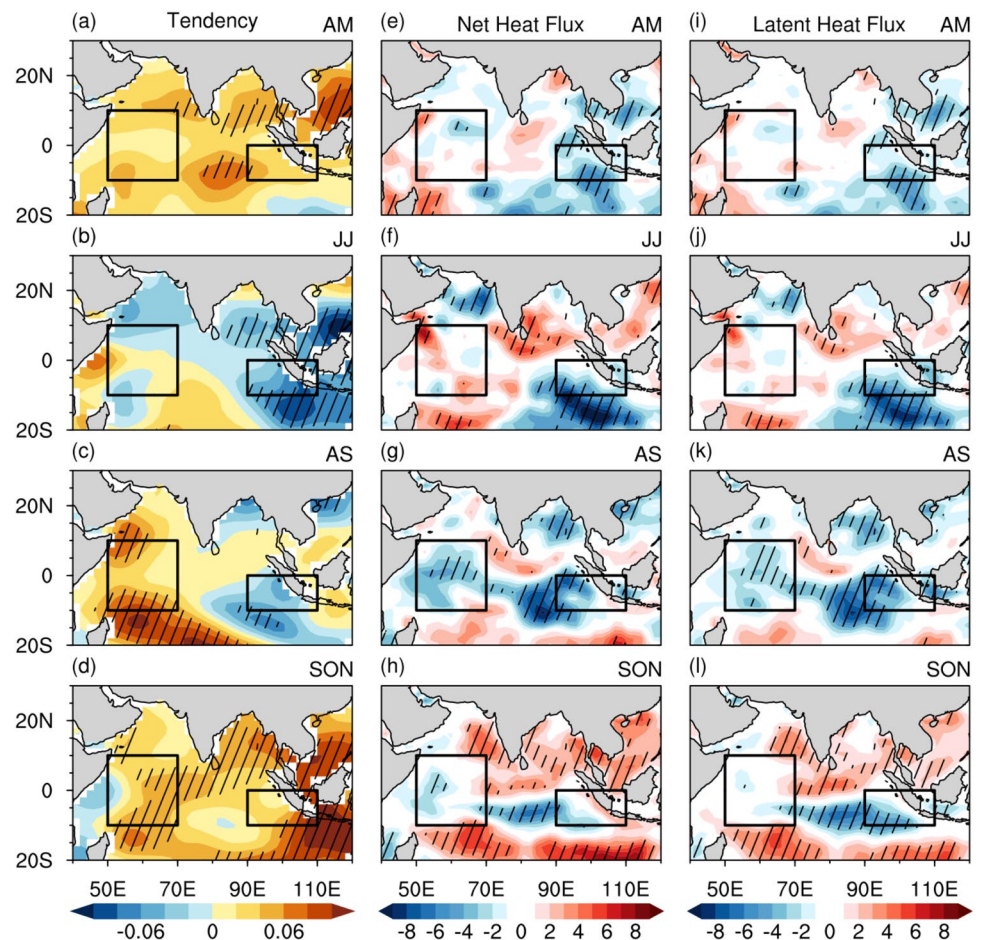 (a) Tendency AM (e) Net Heat Flux AM (i) Latent Heat Flux AM
20N
0
20S
(b) JJ (f) JJ (j) JJ
20N
0
20S
(c) AS (g) AS (k) AS
20N
0
20S
(d) SON (h) SON (l) SON
20N
0
20S
50E 70E 90E 110E 50E 70E 90E 110E 50E 70E 90E 110E
-0.06 0 0.06 -8 -6 -4 -2 0 2 4 6 8 -8 -6 -4 -2 0 2 4 6 8